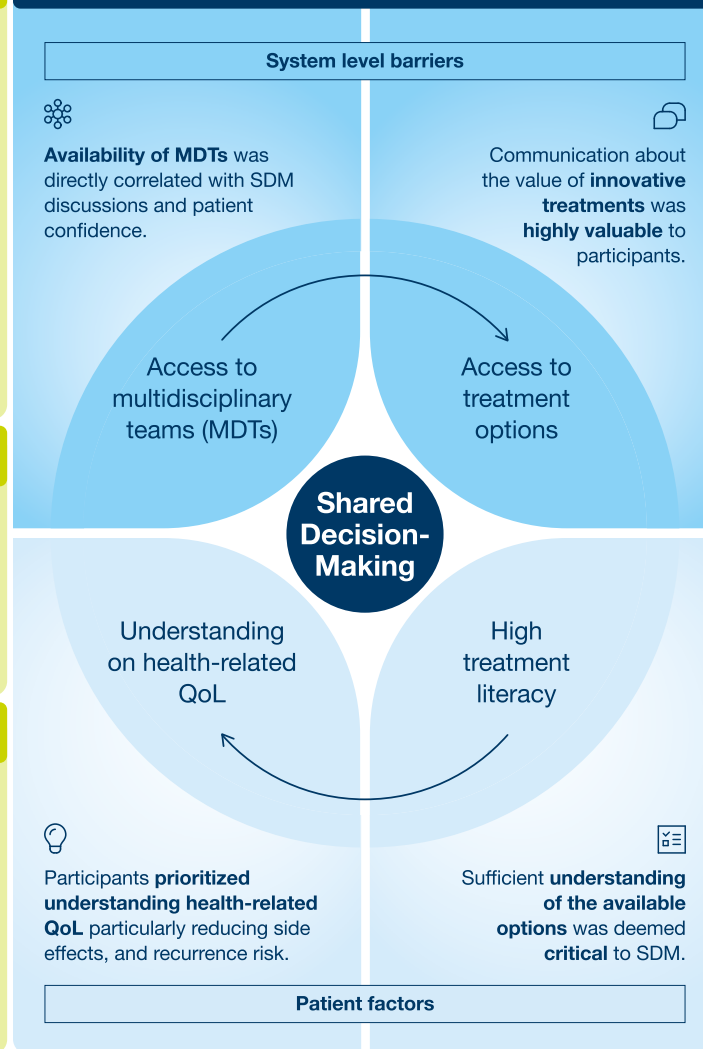 System level barriers
Availability of MDTs was
directly correlated with SDM
discussions and patient
confidence.
Communication about
the value of innovative
treatments was
highly valuable to
participants.
Access to
multidisciplinary
teams (MDTs)
Access to
treatment
options
Shared
Decision-
Making
Understanding
on health-related
QoL
High
treatment
literacy
Participants prioritized
understanding health-related
QoL particularly reducing side
effects, and recurrence risk.
Sufficient understanding
of the available
options was deemed
critical to SDM.
Patient factors